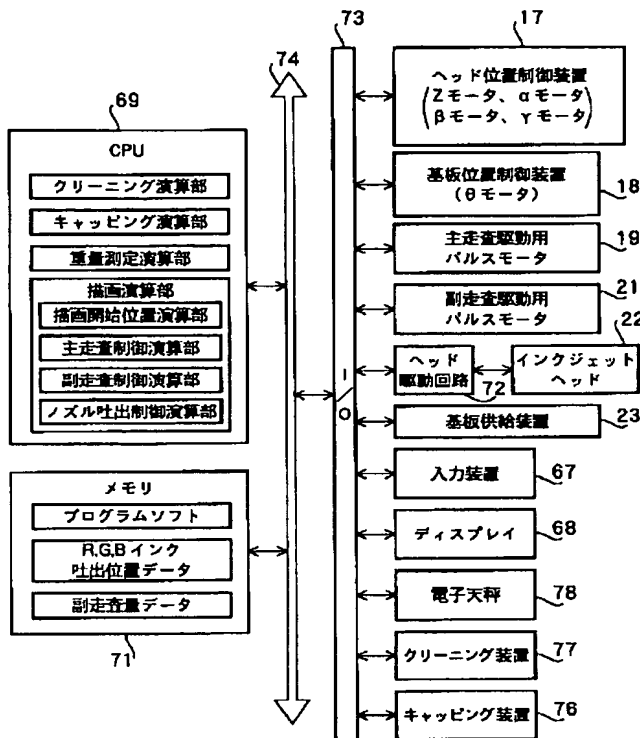 73
17
74
69
CPU
クリーニング演算部
キャッピング演算部
重量測定演算部
描画演算部
描画開始位置演算部
主走査制御演算部
副走査制御演算部
ノズル吐出制御演算部
メモリ
プログラムソフト
R,G,Bインク
吐出位置データ
副走査量データ
71
I/O
ヘッド位置制御装置
(Zモータ、αモータ
βモータ、γモータ)
基板位置制御装置
(θモータ)
18
主走査駆動用
パルスモータ
19
副走査駆動用
パルスモータ
21
ヘッド
駆動回路
72
インクジェット
ヘッド
22
基板供給装置
23
入力装置
67
ディスプレイ
68
電子天秤
78
クリーニング装置
77
キャッピング装置
76